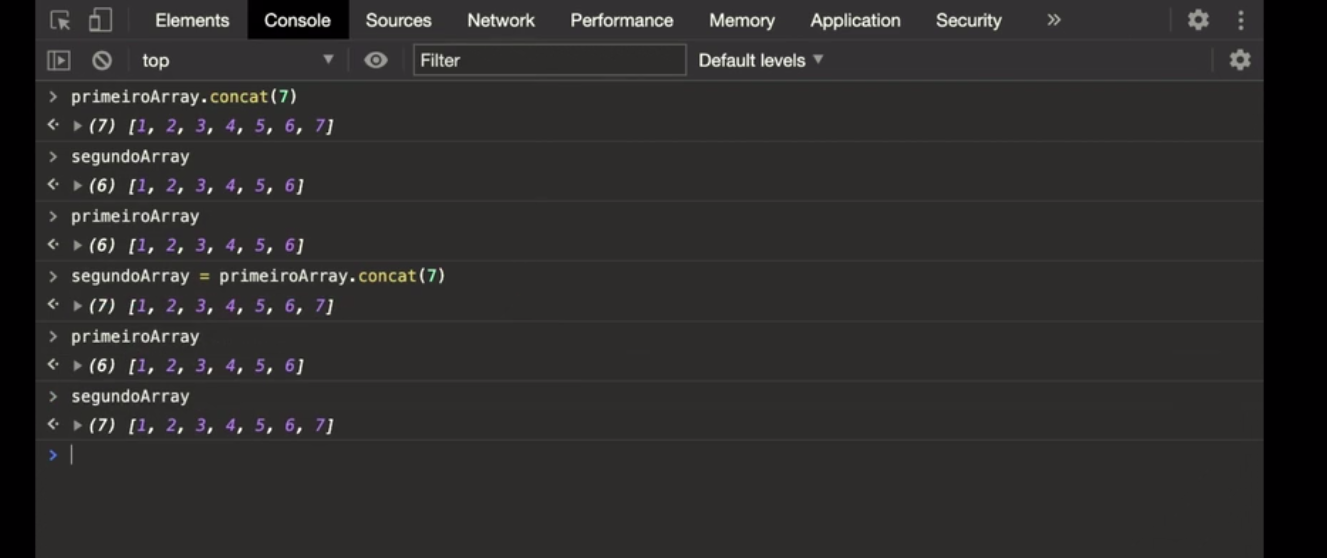 Elements Console Sources Network Performance Memory Application Security »
top Filter Default levels
> primeiroArray.concat(7)
(7) [1, 2, 3, 4, 5, 6, 7]
> segundoArray
(6) [1, 2, 3, 4, 5, 6]
> primeiroArray
(6) [1, 2, 3, 4, 5, 6]
> segundoArray = primeiroArray.concat(7)
(7) [1, 2, 3, 4, 5, 6, 7]
> primeiroArray
(6) [1, 2, 3, 4, 5, 6]
> segundoArray
(7) [1, 2, 3, 4, 5, 6, 7]
>